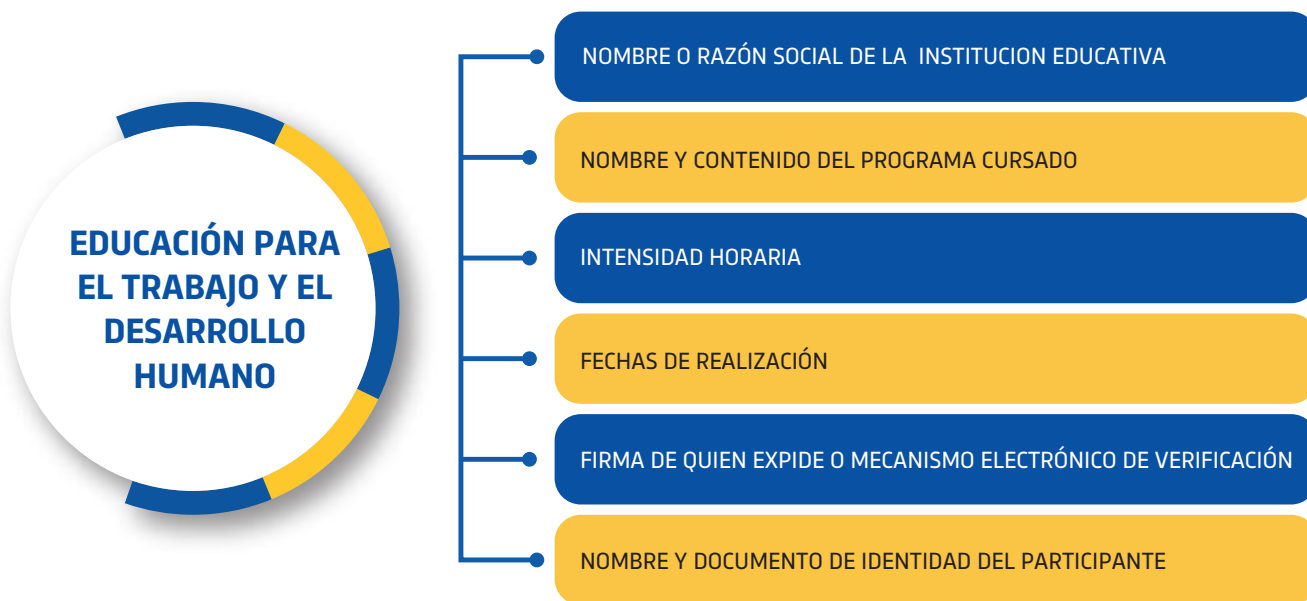 EDUCACIÓN PARA
EL TRABAJO Y EL
DESARROLLO
HUMANO
NOMBRE O RAZÓN SOCIAL DE LA INSTITUCION EDUCATIVA
NOMBRE Y CONTENIDO DEL PROGRAMA CURSADO
INTENSIDAD HORARIA
FECHAS DE REALIZACIÓN
FIRMA DE QUIEN EXPIDE O MECANISMO ELECTRÓNICO DE VERIFICACIÓN
NOMBRE Y DOCUMENTO DE IDENTIDAD DEL PARTICIPANTE